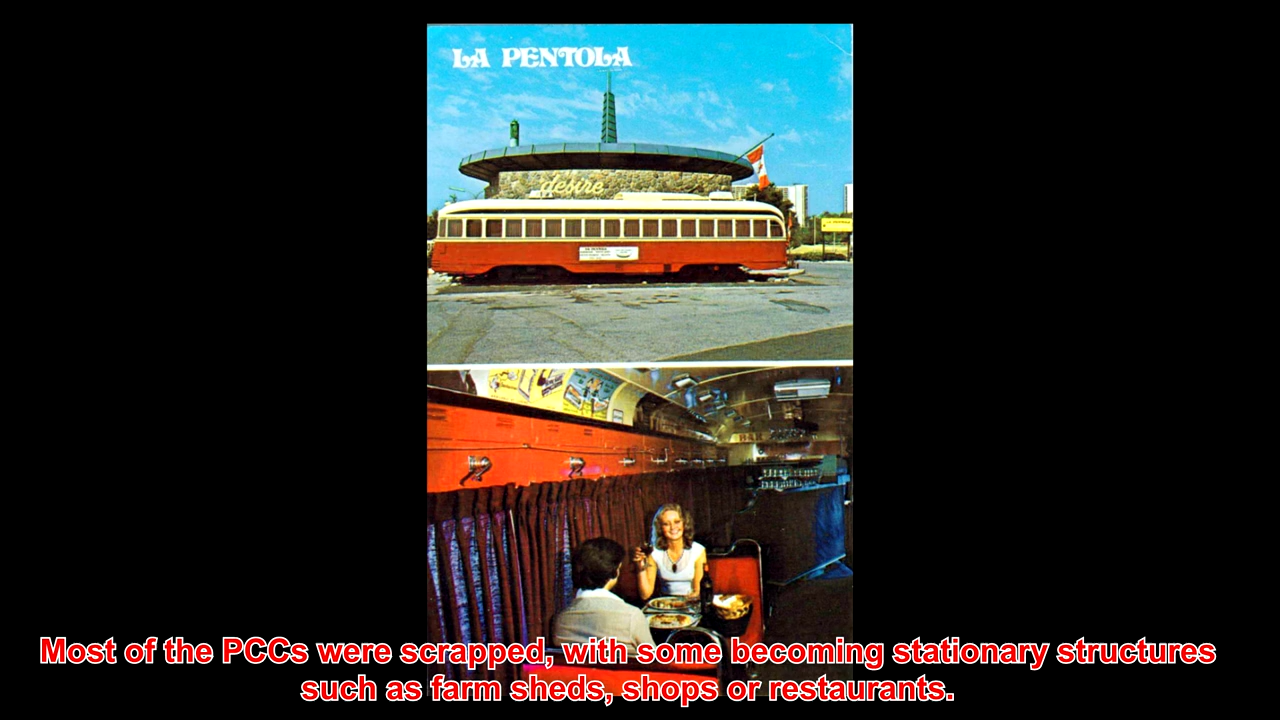 LA PENTOLA
desire
BAR
Most of the PCCs were scrapped, with some becoming stationary structures
such as farm sheds, shops or restaurants.